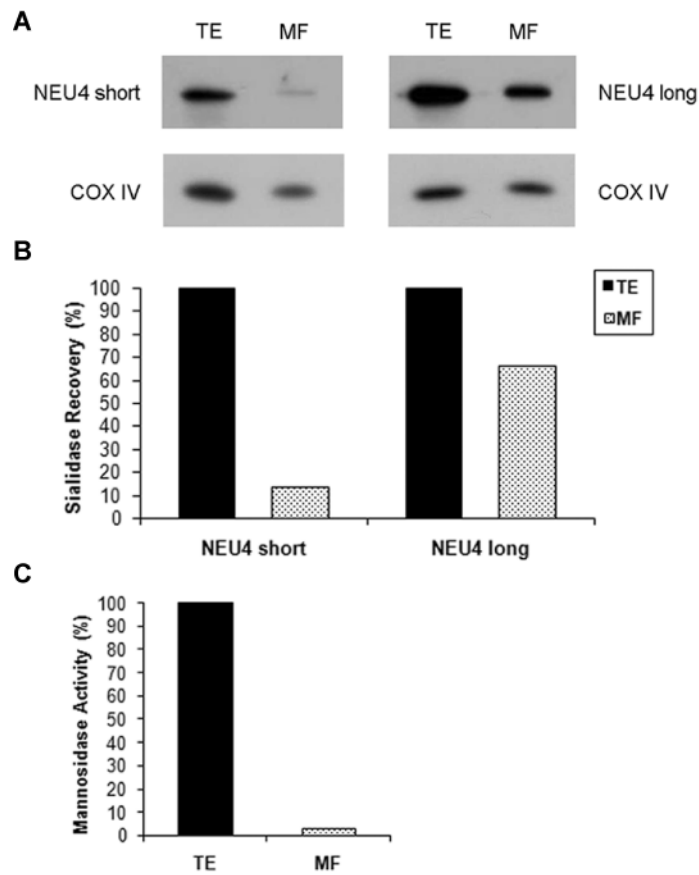 A
TE MF TE MF
NEU4 short NEU4 long
COX IV COX IV
B
Sialidase Recovery (%)
100
90
80
70
60
50
40
30
20
10
0
NEU4 short NEU4 long
TE
MF
C
Mannosidase Activity (%)
100
90
80
70
60
50
40
30
20
10
0
TE MF